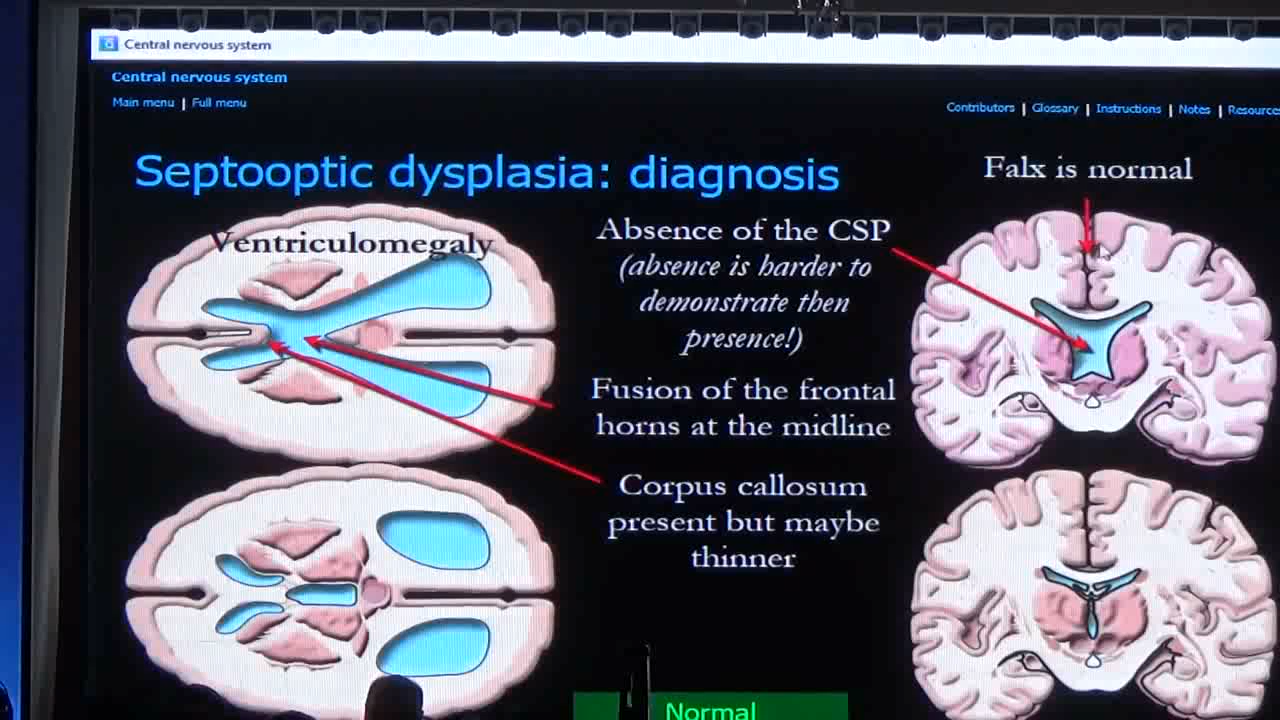 Central nervous system
Central nervous system
Main menu | Full menu
Contributors | Glossary | Instructions | Notes | Resources
Septooptic dysplasia: diagnosis
Falx is normal
Ventriculomegaly
Absence of the CSP
(absence is harder to
demonstrate then
presence!)
Fusion of the frontal
horns at the midline
Corpus callosum
present but maybe
thinner
Normal